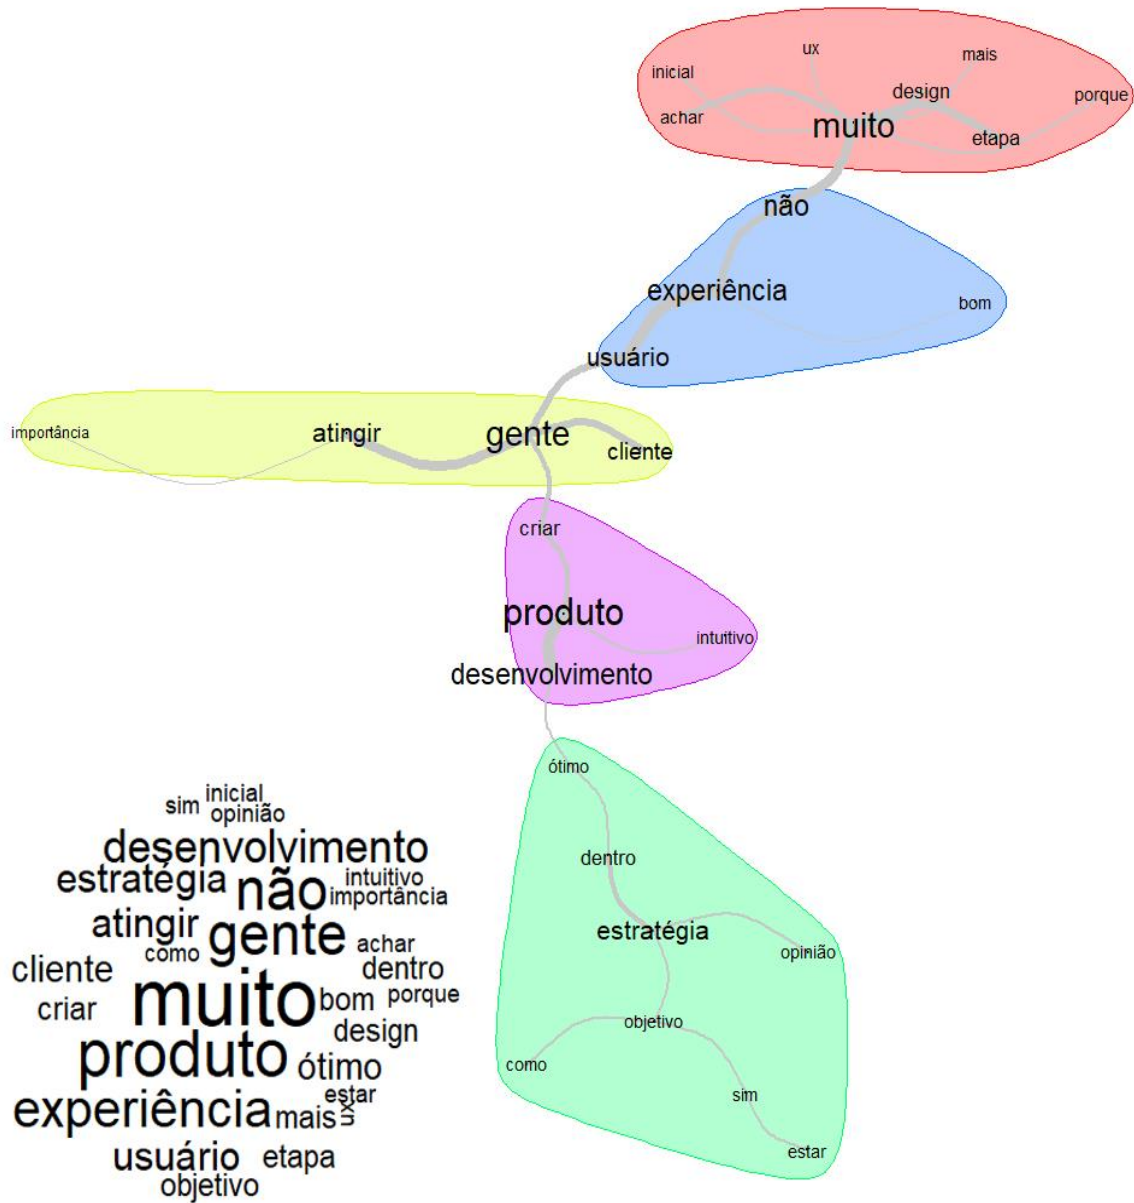 ux
mais
inicial
design
porque
achar
muito
etapa
não
experiência
bom
usuário
importância
atingir
gente
cliente
criar
produto
intuitivo
desenvolvimento
ótimo
dentro
estratégia
opinião
objetivo
como
sim
estar
sim inicial
opinião
desenvolvimento
estratégia não intuitivo
importância
atingir gente
como achar
cliente dentro
criar muito bom porque
design
produto ótimo
estar
experiência mais ux
usuário etapa
objetivo